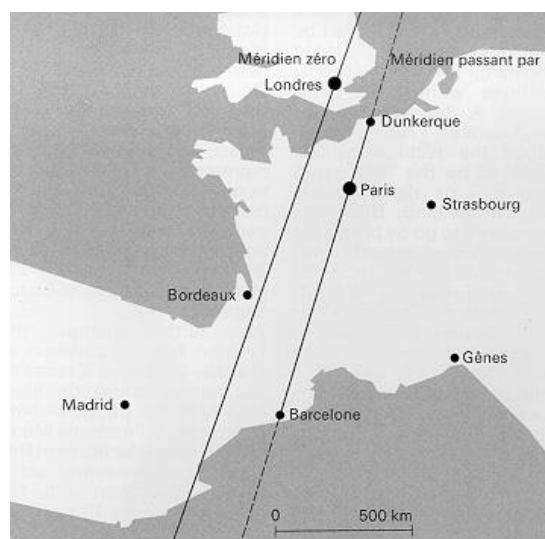 Méridien zéro
Méridien passant par
Londres
Dunkerque
Paris
Strasbourg
Bordeaux
Gênes
Madrid
Barcelone
0 500 km